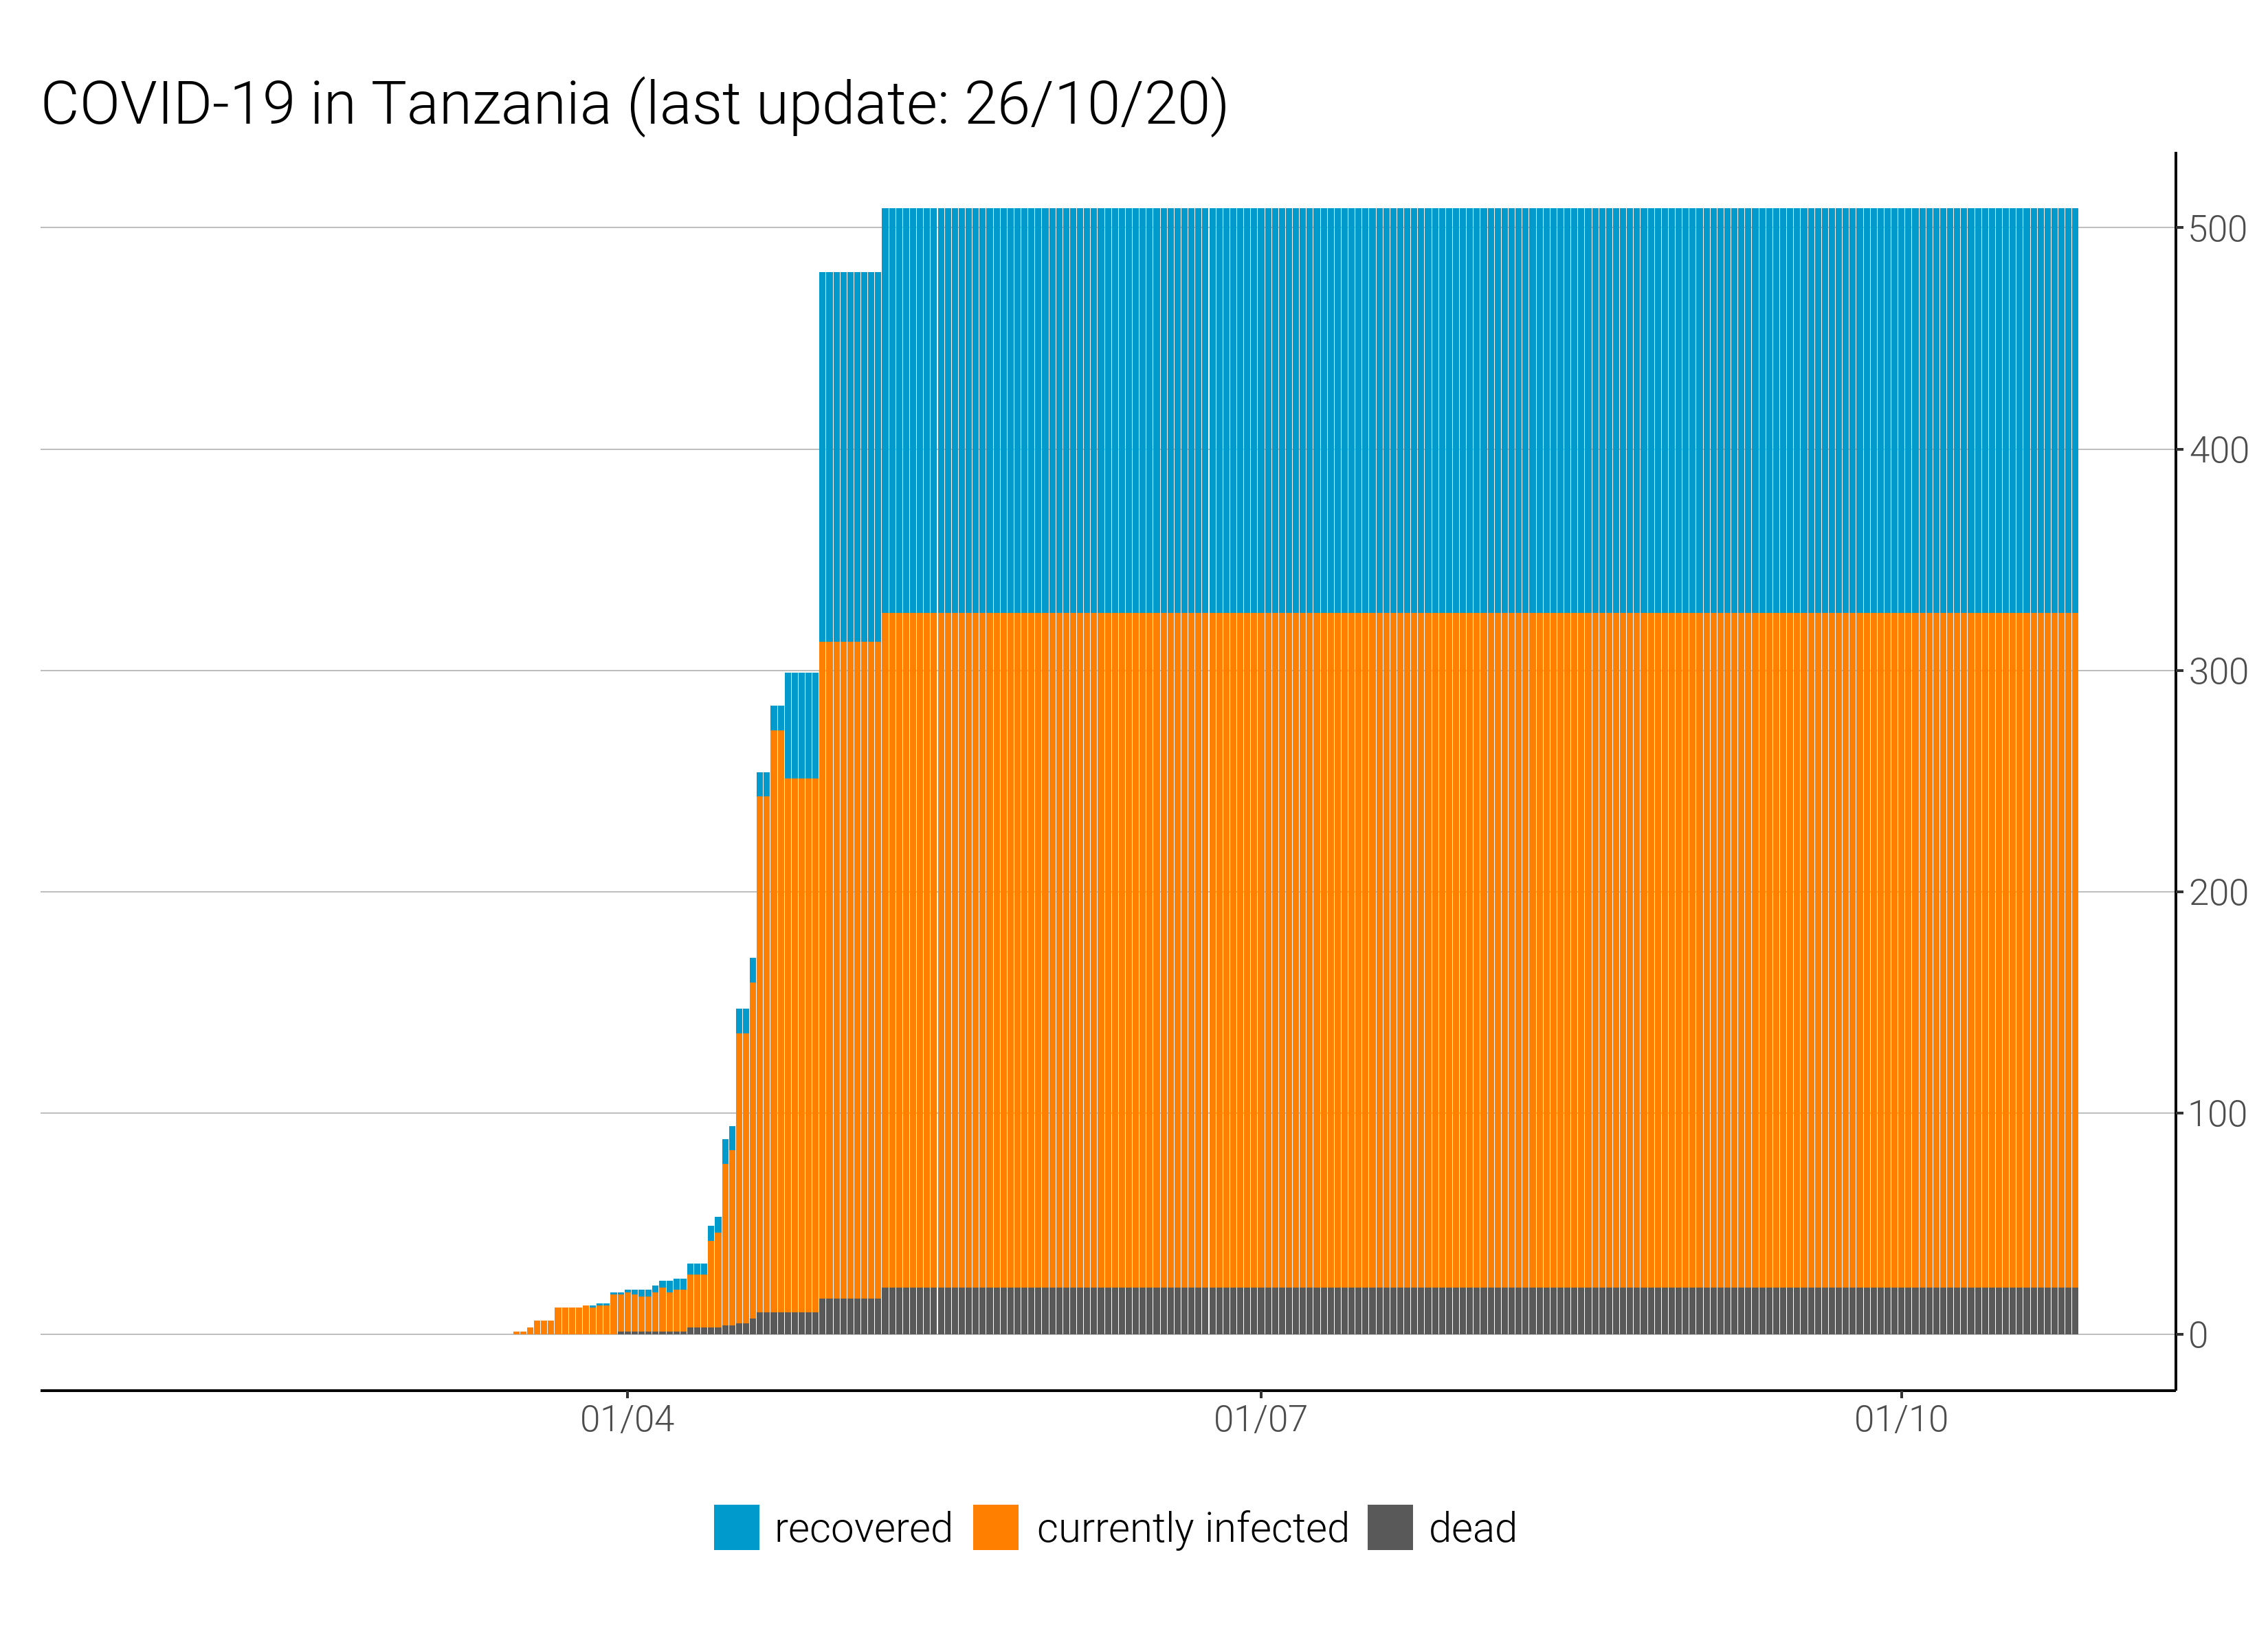 COVID-19 in Tanzania (last update: 26/10/20)
500
400
300
200
100
0
01/04 01/07 01/10
recovered currently infected dead